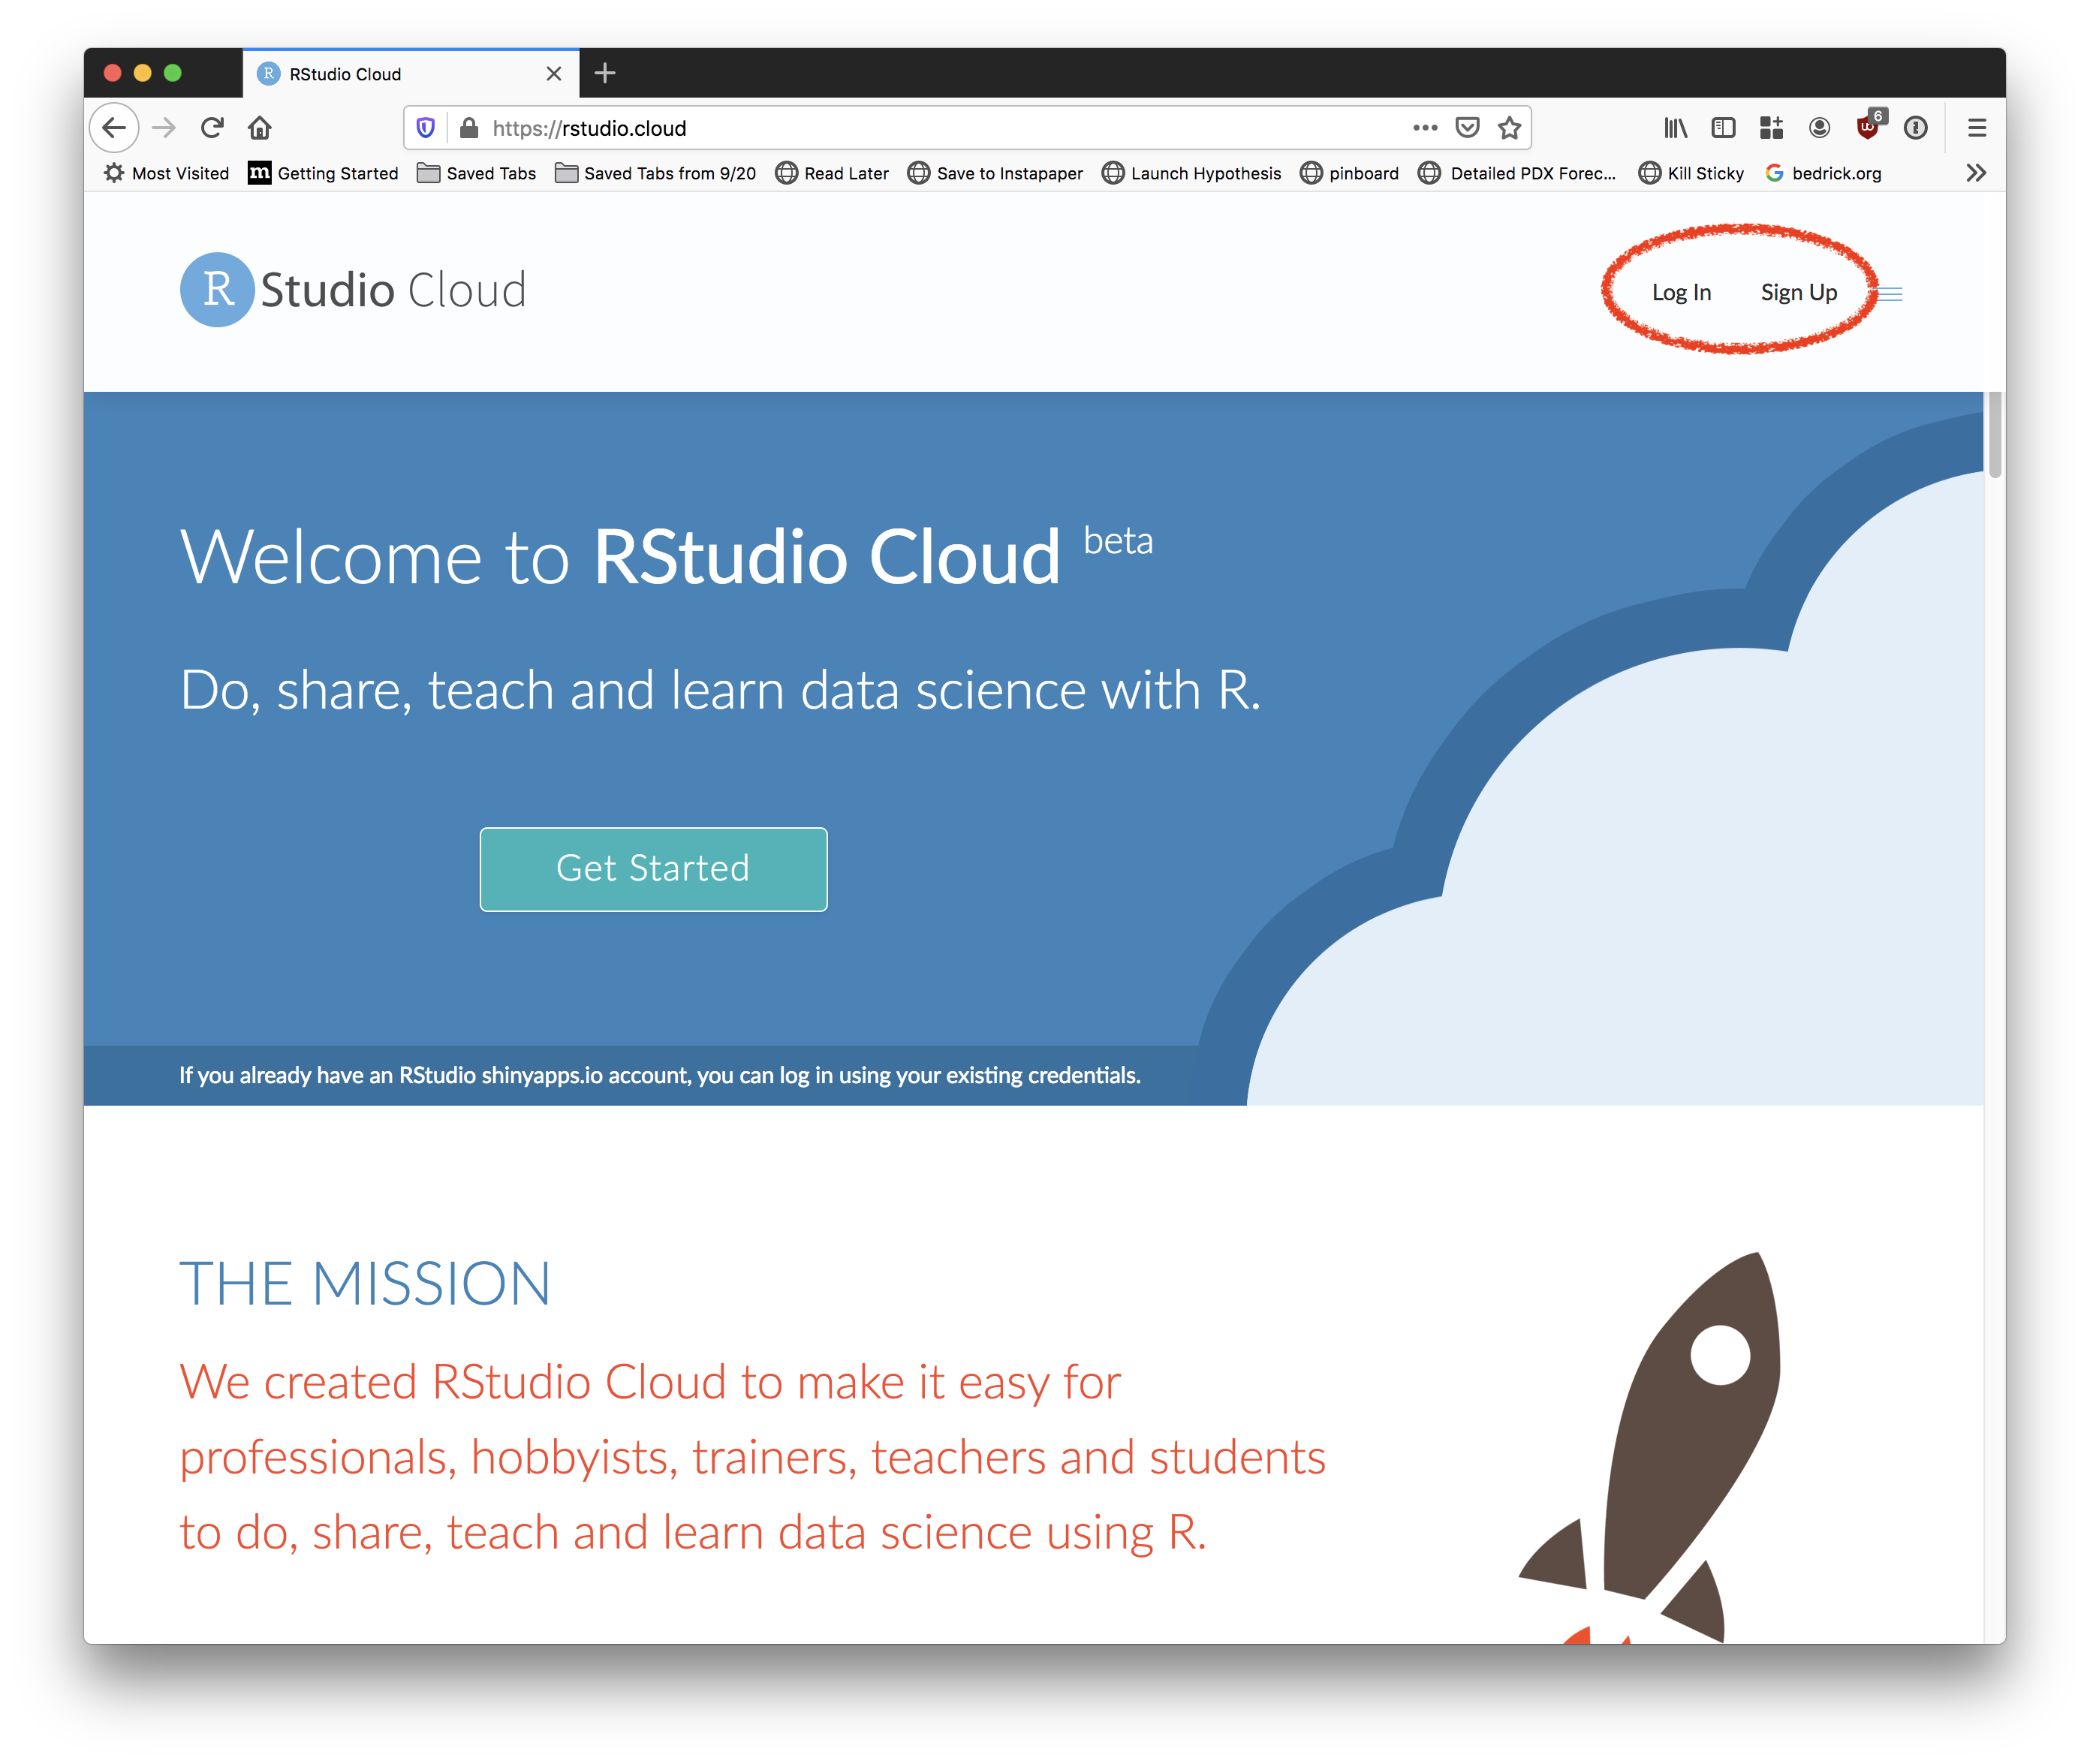 R RStudio Cloud
https://rstudio.cloud
6
Most Visited m Getting Started Saved Tabs Saved Tabs from 9/20 Read Later Save to Instapaper Launch Hypothesis pinboard Detailed PDX Forec... Kill Sticky G bedrick.org
R Studio Cloud
Log In Sign Up
Welcome to RStudio Cloud beta
Do, share, teach and learn data science with R.
Get Started
If you already have an RStudio shinyapps.io account, you can log in using your existing credentials.
THE MISSION
We created RStudio Cloud to make it easy for
professionals, hobbyists, trainers, teachers and students
to do, share, teach and learn data science using R.